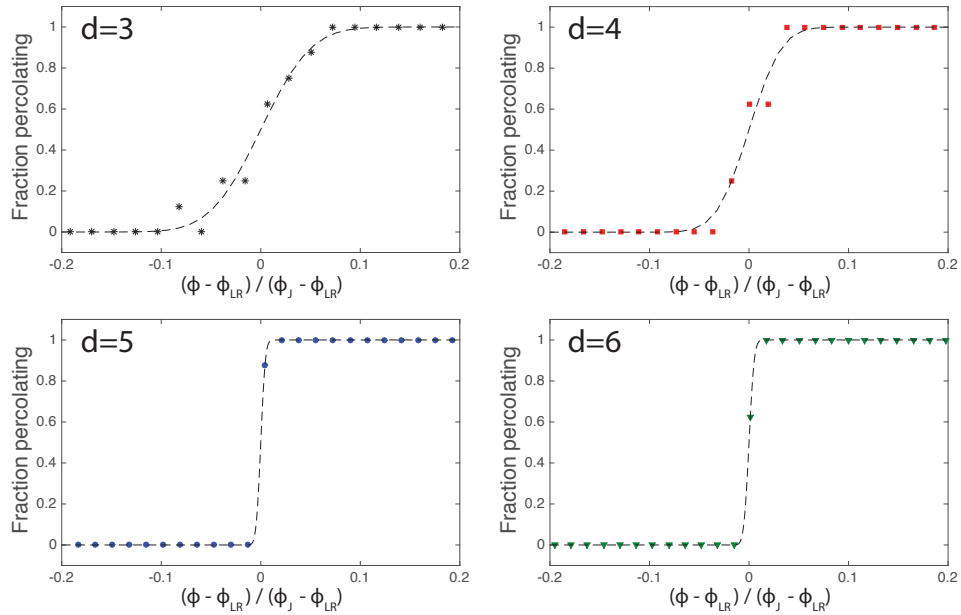 d=3
Fraction percolating
1
0.8
0.6
0.4
0.2
0
-0.2 -0.1 0 0.1 0.2
(ϕ - ϕLR) / (ϕJ - ϕLR)
d=4
Fraction percolating
1
0.8
0.6
0.4
0.2
0
-0.2 -0.1 0 0.1 0.2
(ϕ - ϕLR) / (ϕJ - ϕLR)
d=5
Fraction percolating
1
0.8
0.6
0.4
0.2
0
-0.2 -0.1 0 0.1 0.2
(ϕ - ϕLR) / (ϕJ - ϕLR)
d=6
Fraction percolating
1
0.8
0.6
0.4
0.2
0
-0.2 -0.1 0 0.1 0.2
(ϕ - ϕLR) / (ϕJ - ϕLR)